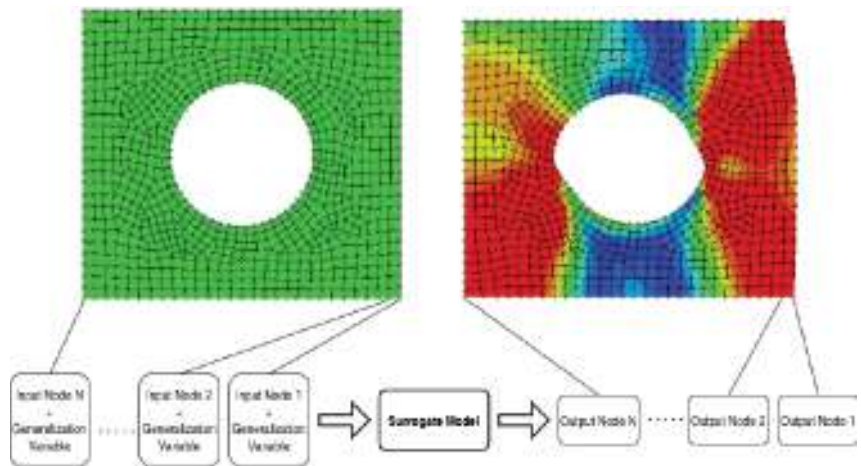 Input Node N
+
Generalization
Variable
......
Input Node 2
+
Generalization
Variable
Input Node 1
+
Generalization
Variable
Surrogate Model
Output Node N
......
Output Node 2
Output Node 1